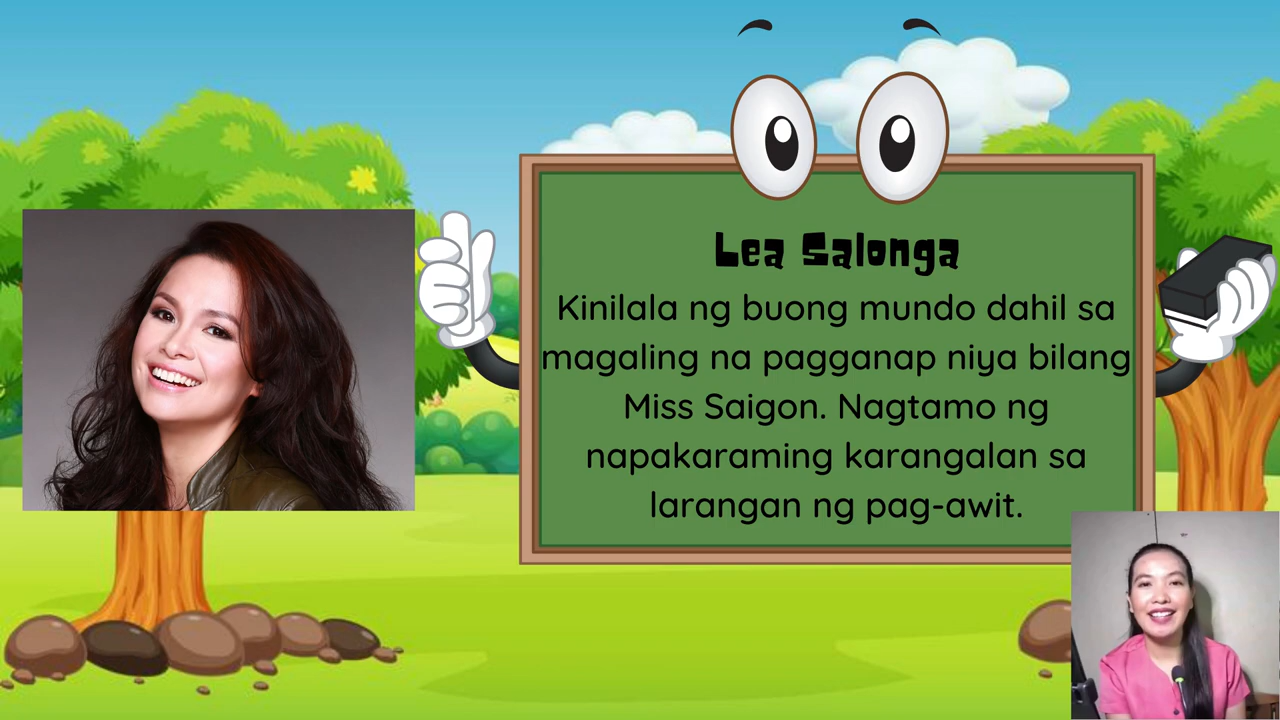 Lea Salonga
Kinilala ng buong mundo dahil sa
magaling na pagganap niya bilang
Miss Saigon. Nagtamo ng
napakaraming karangalan sa
larangan ng pag-awit.